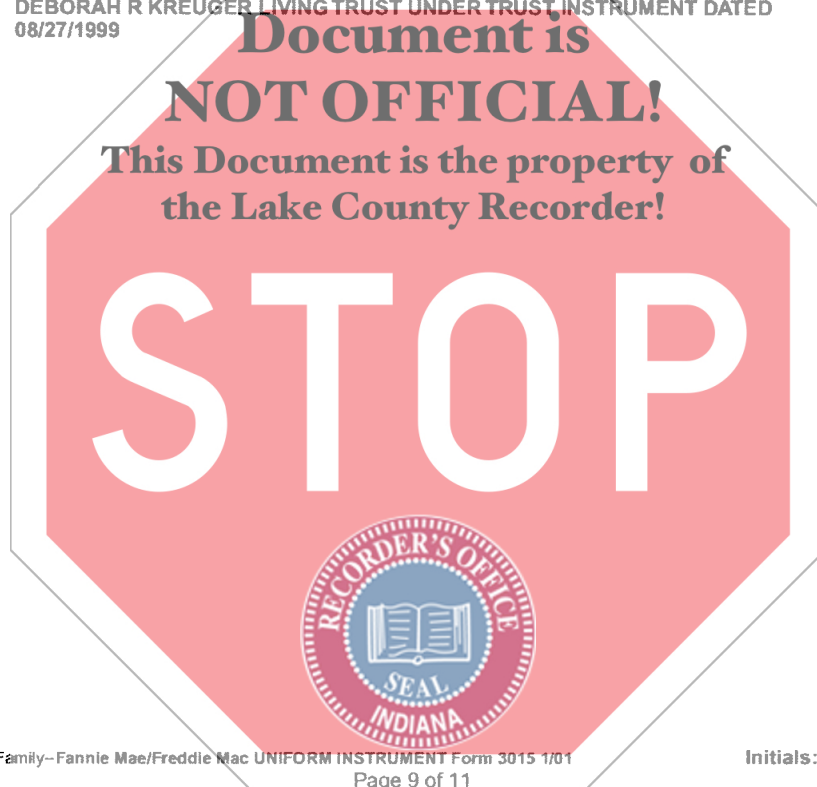 DEBORAH R KREUGER LIVING TRUST UNDER TRUST INSTRUMENT DATED
08/27/1999
Document is
NOT OFFICIAL!
This Document is the property of
the Lake County Recorder!
STOP
RECORDER'S OFFICE
SEAL
INDIANA
Family--Fannie Mae/Freddie Mac UNIFORM INSTRUMENT Form 3015 1/01 Initials:
Page 9 of 11